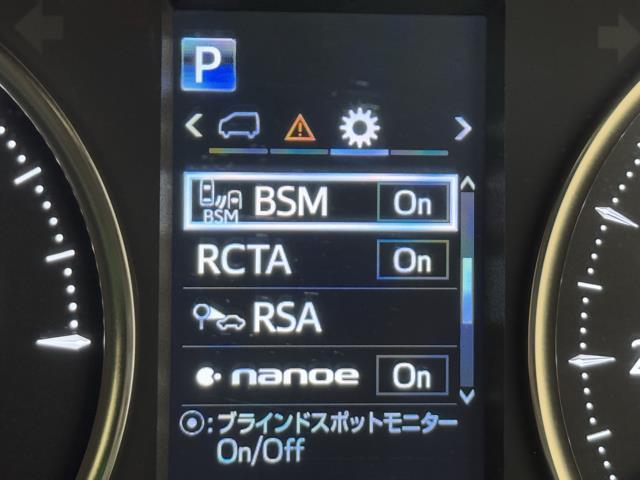 P
BSM BSM On
RCTA On
RSA
nanoe On
: ブラインドスポットモニター
On/Off